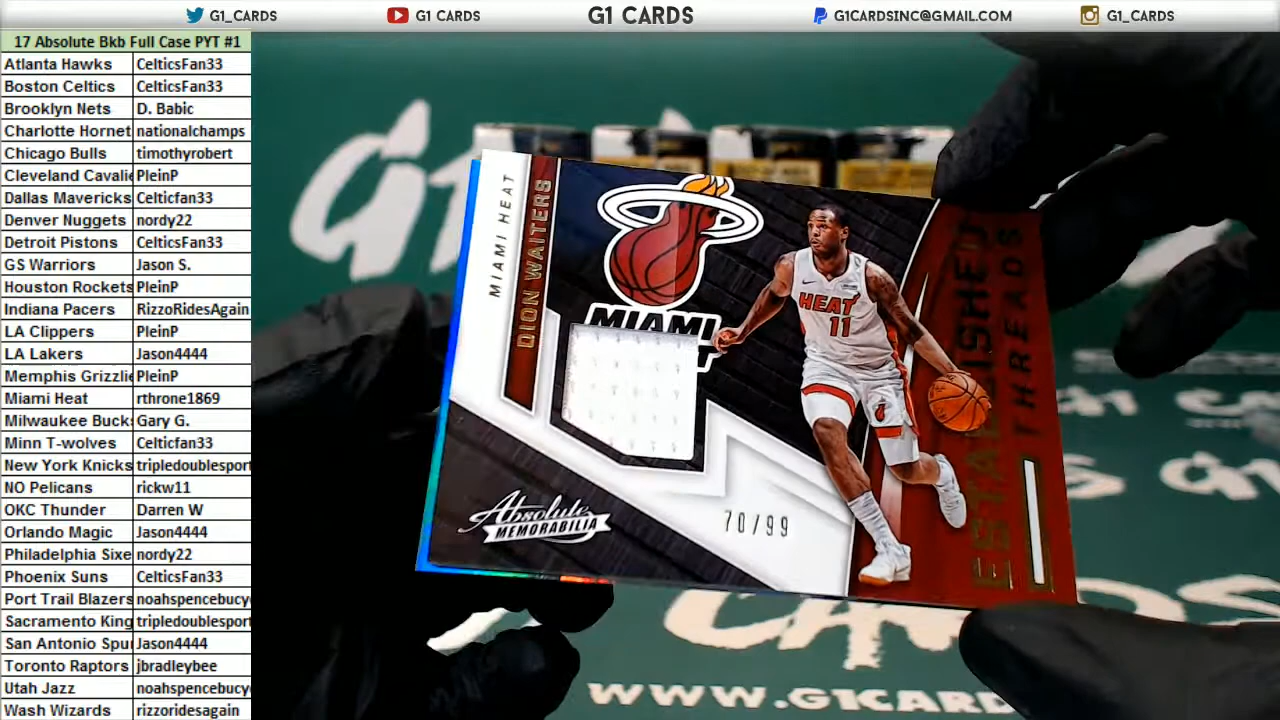 G1_CARDS
G1 CARDS
G1 CARDS
G1CARDSINC@GMAIL.COM
G1_CARDS
17 Absolute Bkb Full Case PYT #1
Atlanta Hawks CelticsFan33
Boston Celtics CelticsFan33
Brooklyn Nets D. Babic
Charlotte Hornet nationalchamps
Chicago Bulls timothyrobert
Cleveland Cavalie PleinP
Dallas Mavericks Celticfan33
Denver Nuggets nordy22
Detroit Pistons CelticsFan33
GS Warriors Jason S.
Houston Rockets PleinP
Indiana Pacers RizzoRidesAgain
LA Clippers PleinP
LA Lakers Jason4444
Memphis Grizzlie PleinP
Miami Heat rthrone1869
Milwaukee Bucks Gary G.
Minn T-wolves Celticfan33
New York Knicks tripledoublesport
NO Pelicans rickw11
OKC Thunder Darren W
Orlando Magic Jason4444
Philadelphia Sixe nordy22
Phoenix Suns CelticsFan33
Port Trail Blazers noahspencebucy
Sacramento King tripledoublesport
San Antonio Spu Jason4444
Toronto Raptors jbradleybee
Utah Jazz noahspencebucy
Wash Wizards rizzoridesagain
MIAMI HEAT
DION WAITERS
MIAMI
HEAT
11
ESTABLISHED
THREADS
Absolute
MEMORABILIA
70/99
G1
CARDS
WWW.G1CARD